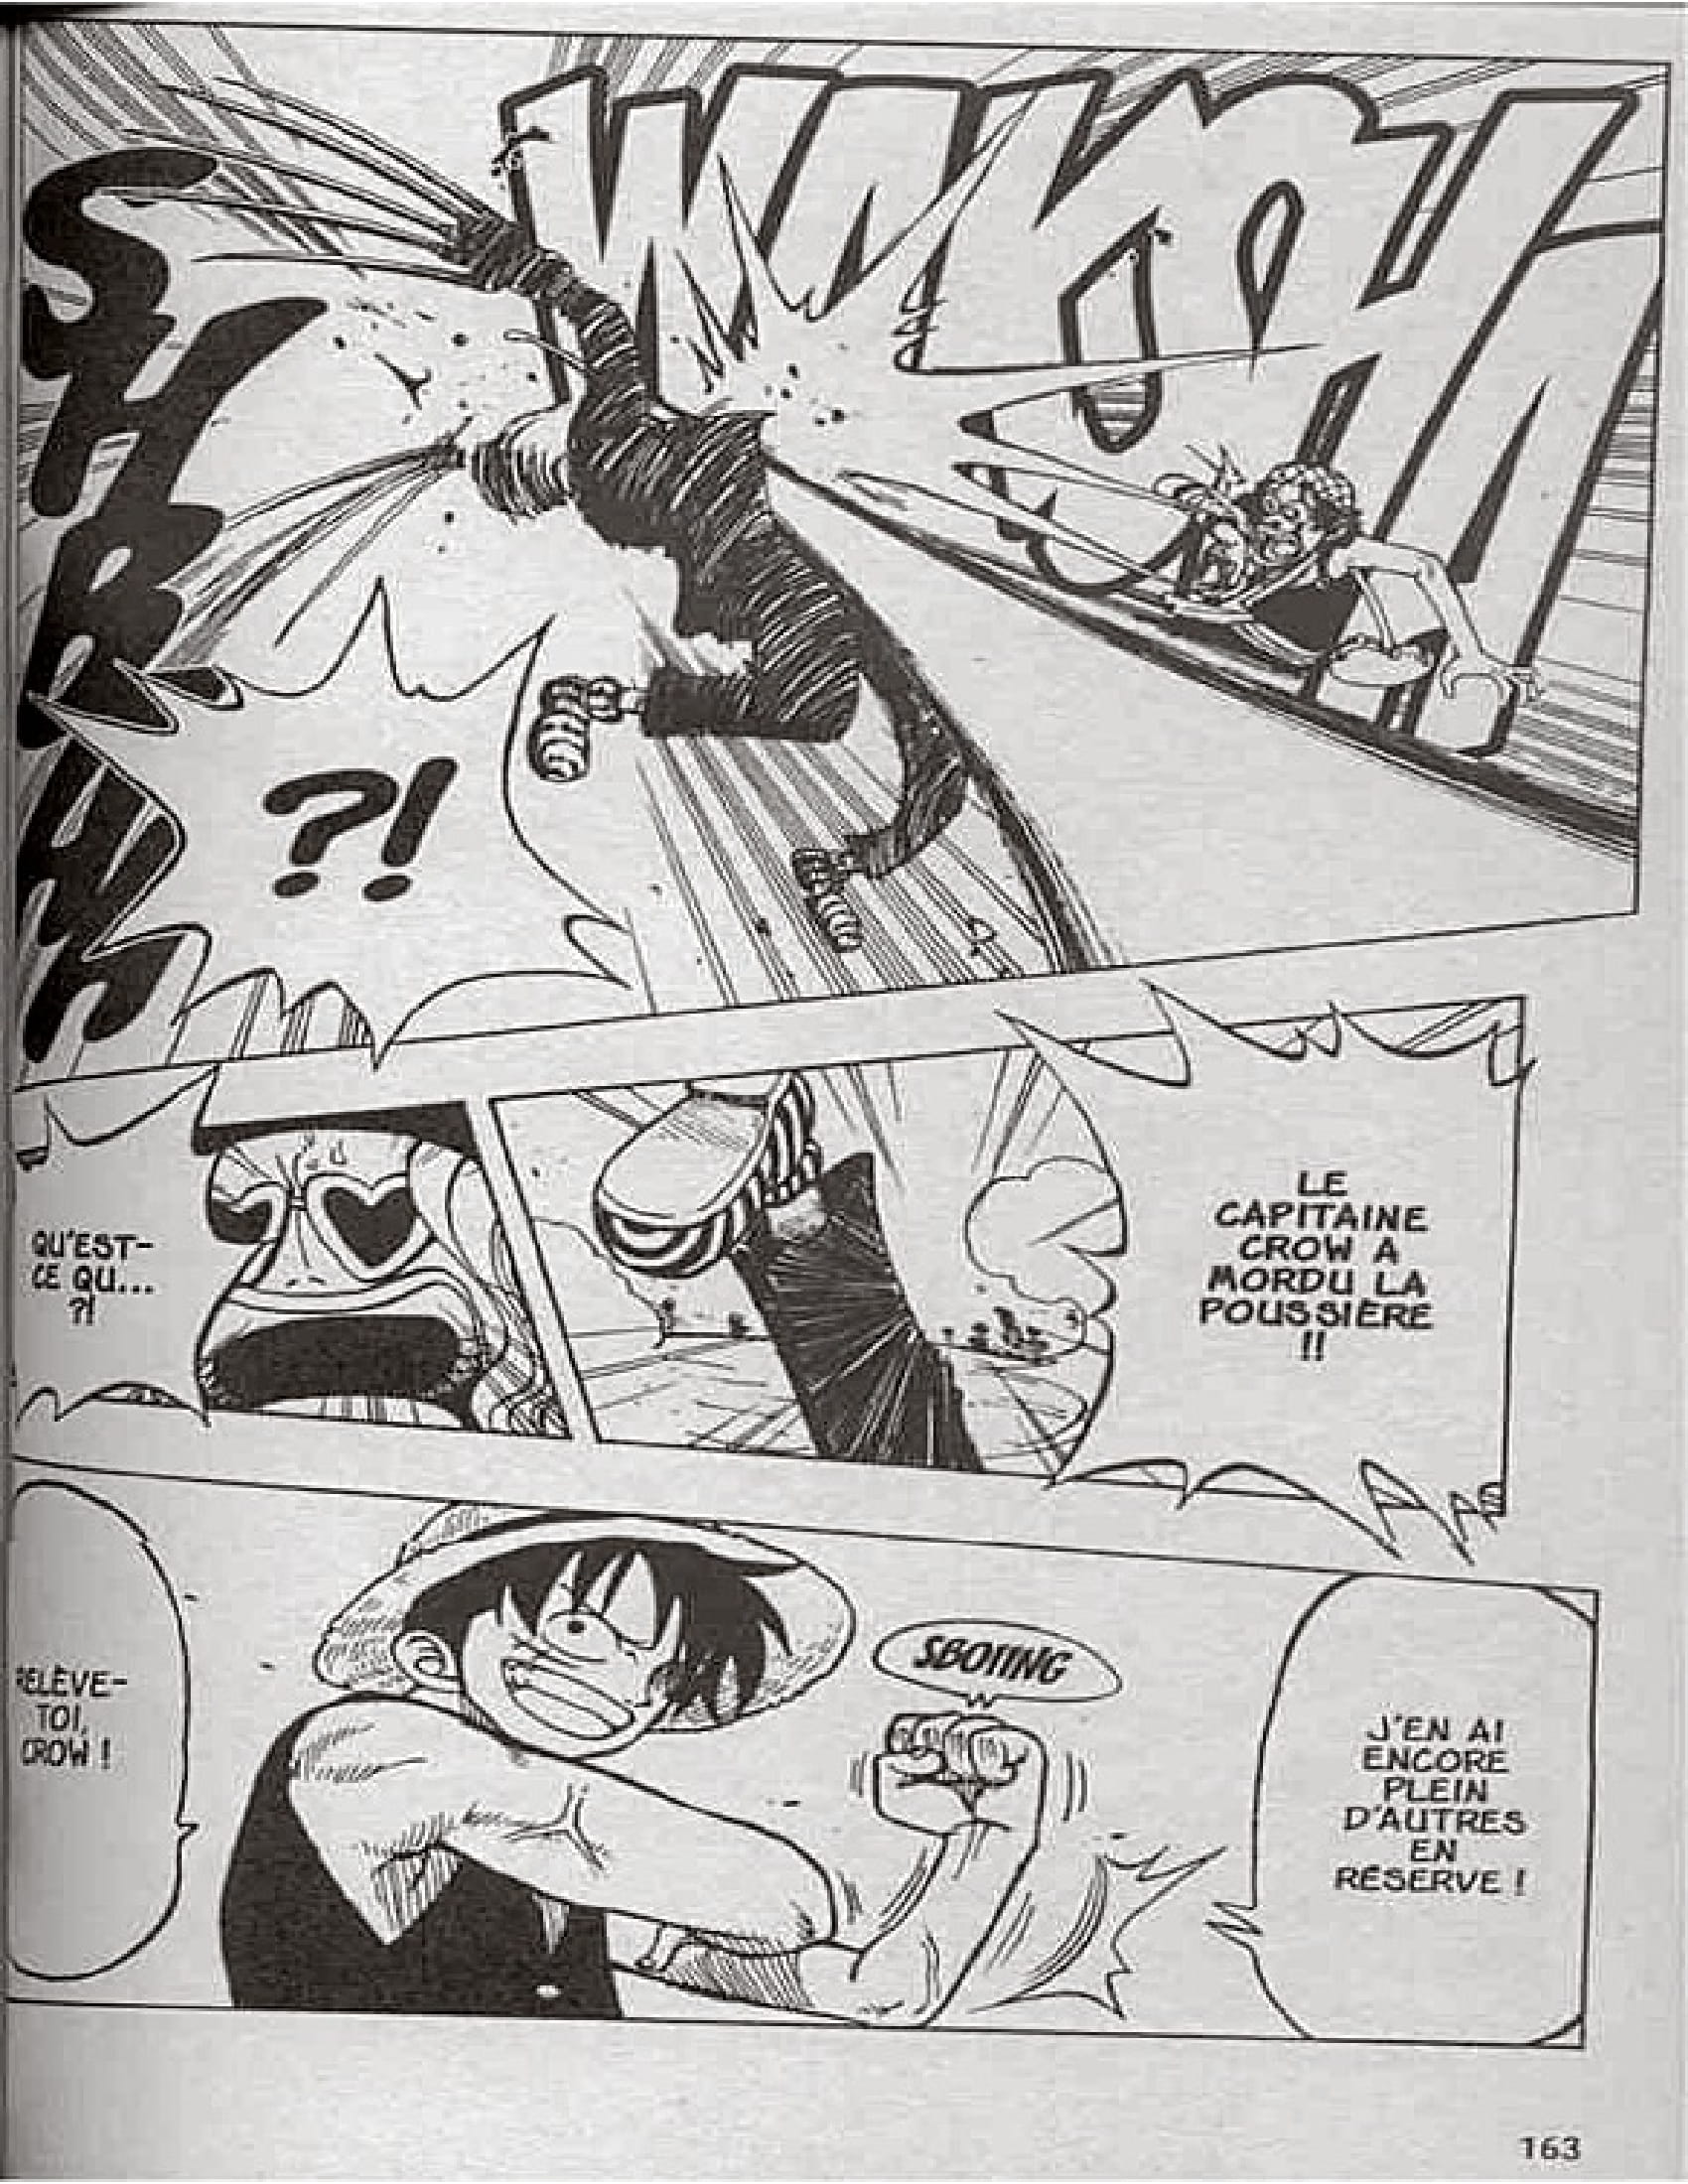 ?!
LE
CAPITAINE
CROW A
MORDU LA
POUSSIÈRE
!!
QU'EST-
CE QU...
?!
J'EN AI
ENCORE
PLEIN
D'AUTRES
EN
RÉSERVE !
SBOIING
RELÈVE-
TOI,
CROW !
163